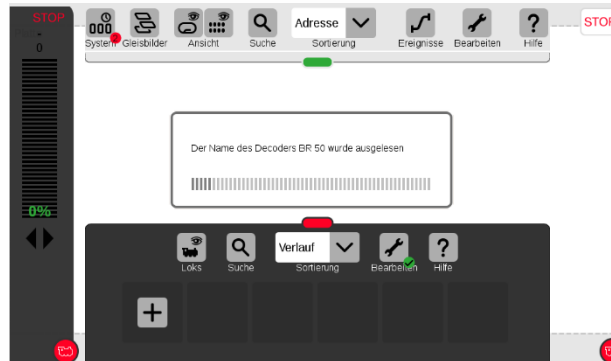 STOP
0
0%
System
2
Gleisbilder
Ansicht
Suche
Adresse
Sortierung
Ereignisse
Bearbeiten
?
Hilfe
STOP
Der Name des Decoders BR 50 wurde ausgelesen
Loks
Suche
Verlauf
Sortierung
Bearbeiten
?
Hilfe